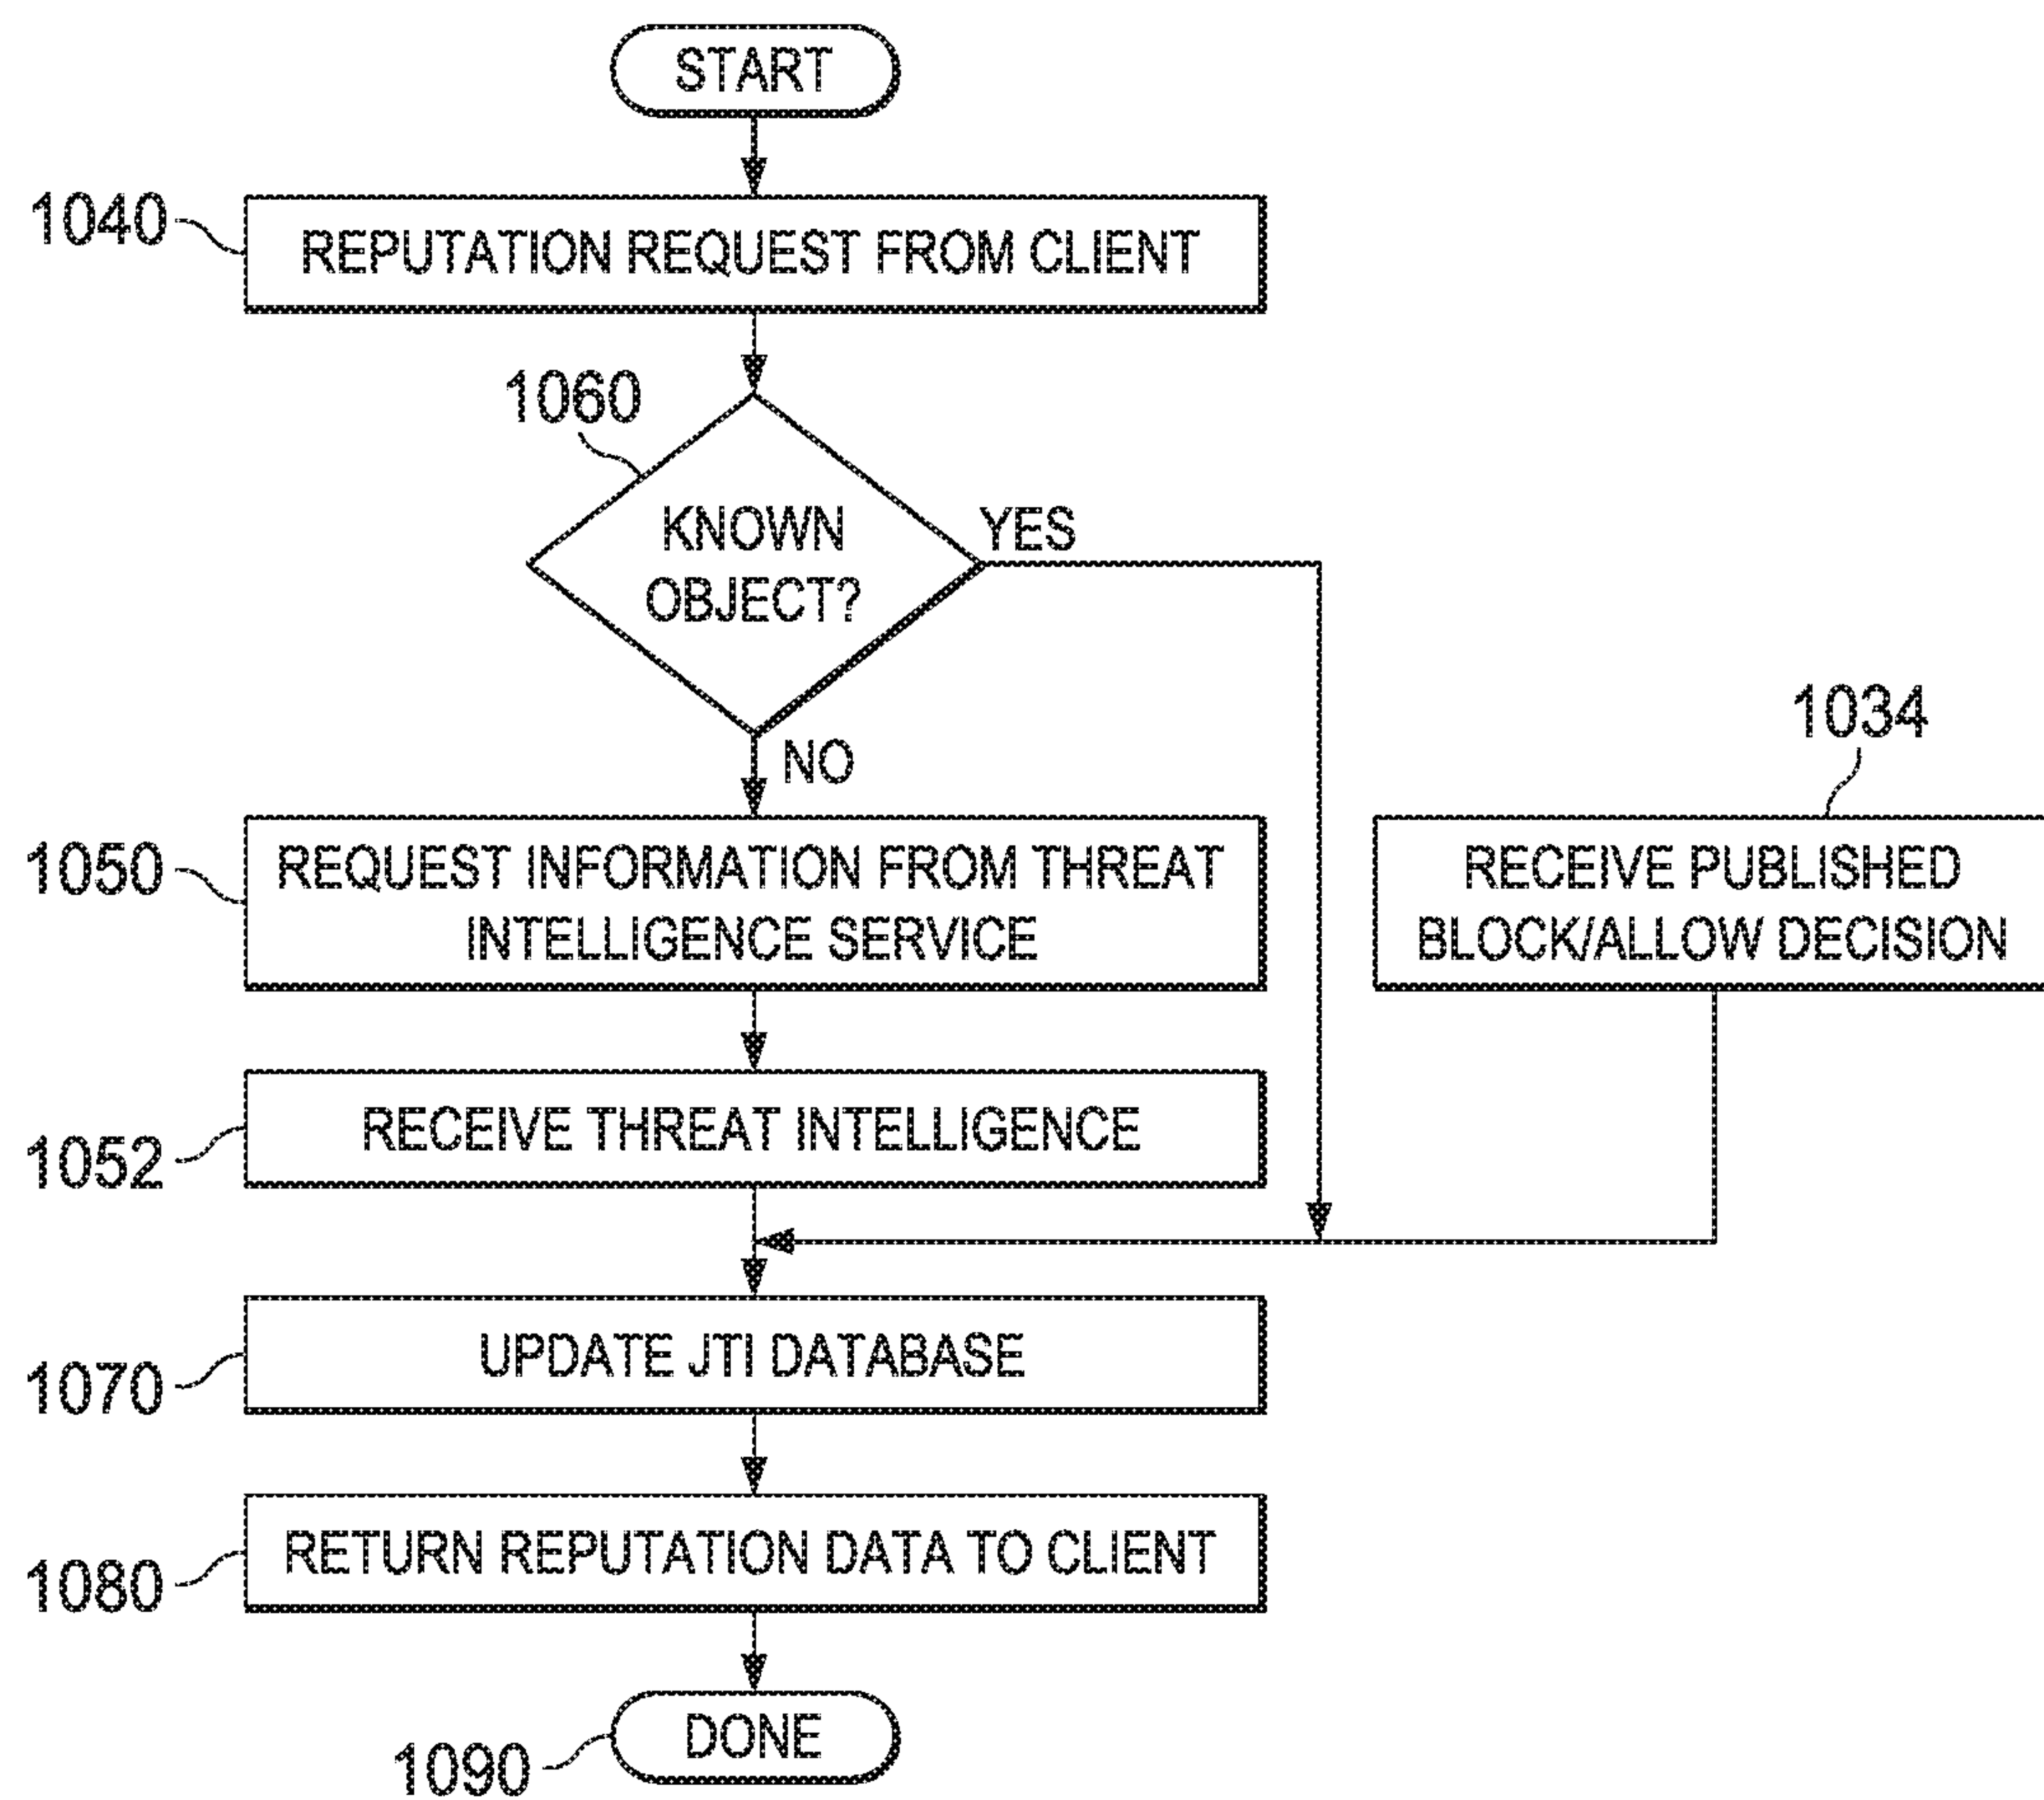 START
1040
REPUTATION REQUEST FROM CLIENT
1060
KNOWN
OBJECT?
YES
NO
1034
1050
REQUEST INFORMATION FROM THREAT
INTELLIGENCE SERVICE
RECEIVE PUBLISHED
BLOCK/ALLOW DECISION
1052
RECEIVE THREAT INTELLIGENCE
1070
UPDATE JTI DATABASE
1080
RETURN REPUTATION DATA TO CLIENT
1090
DONE